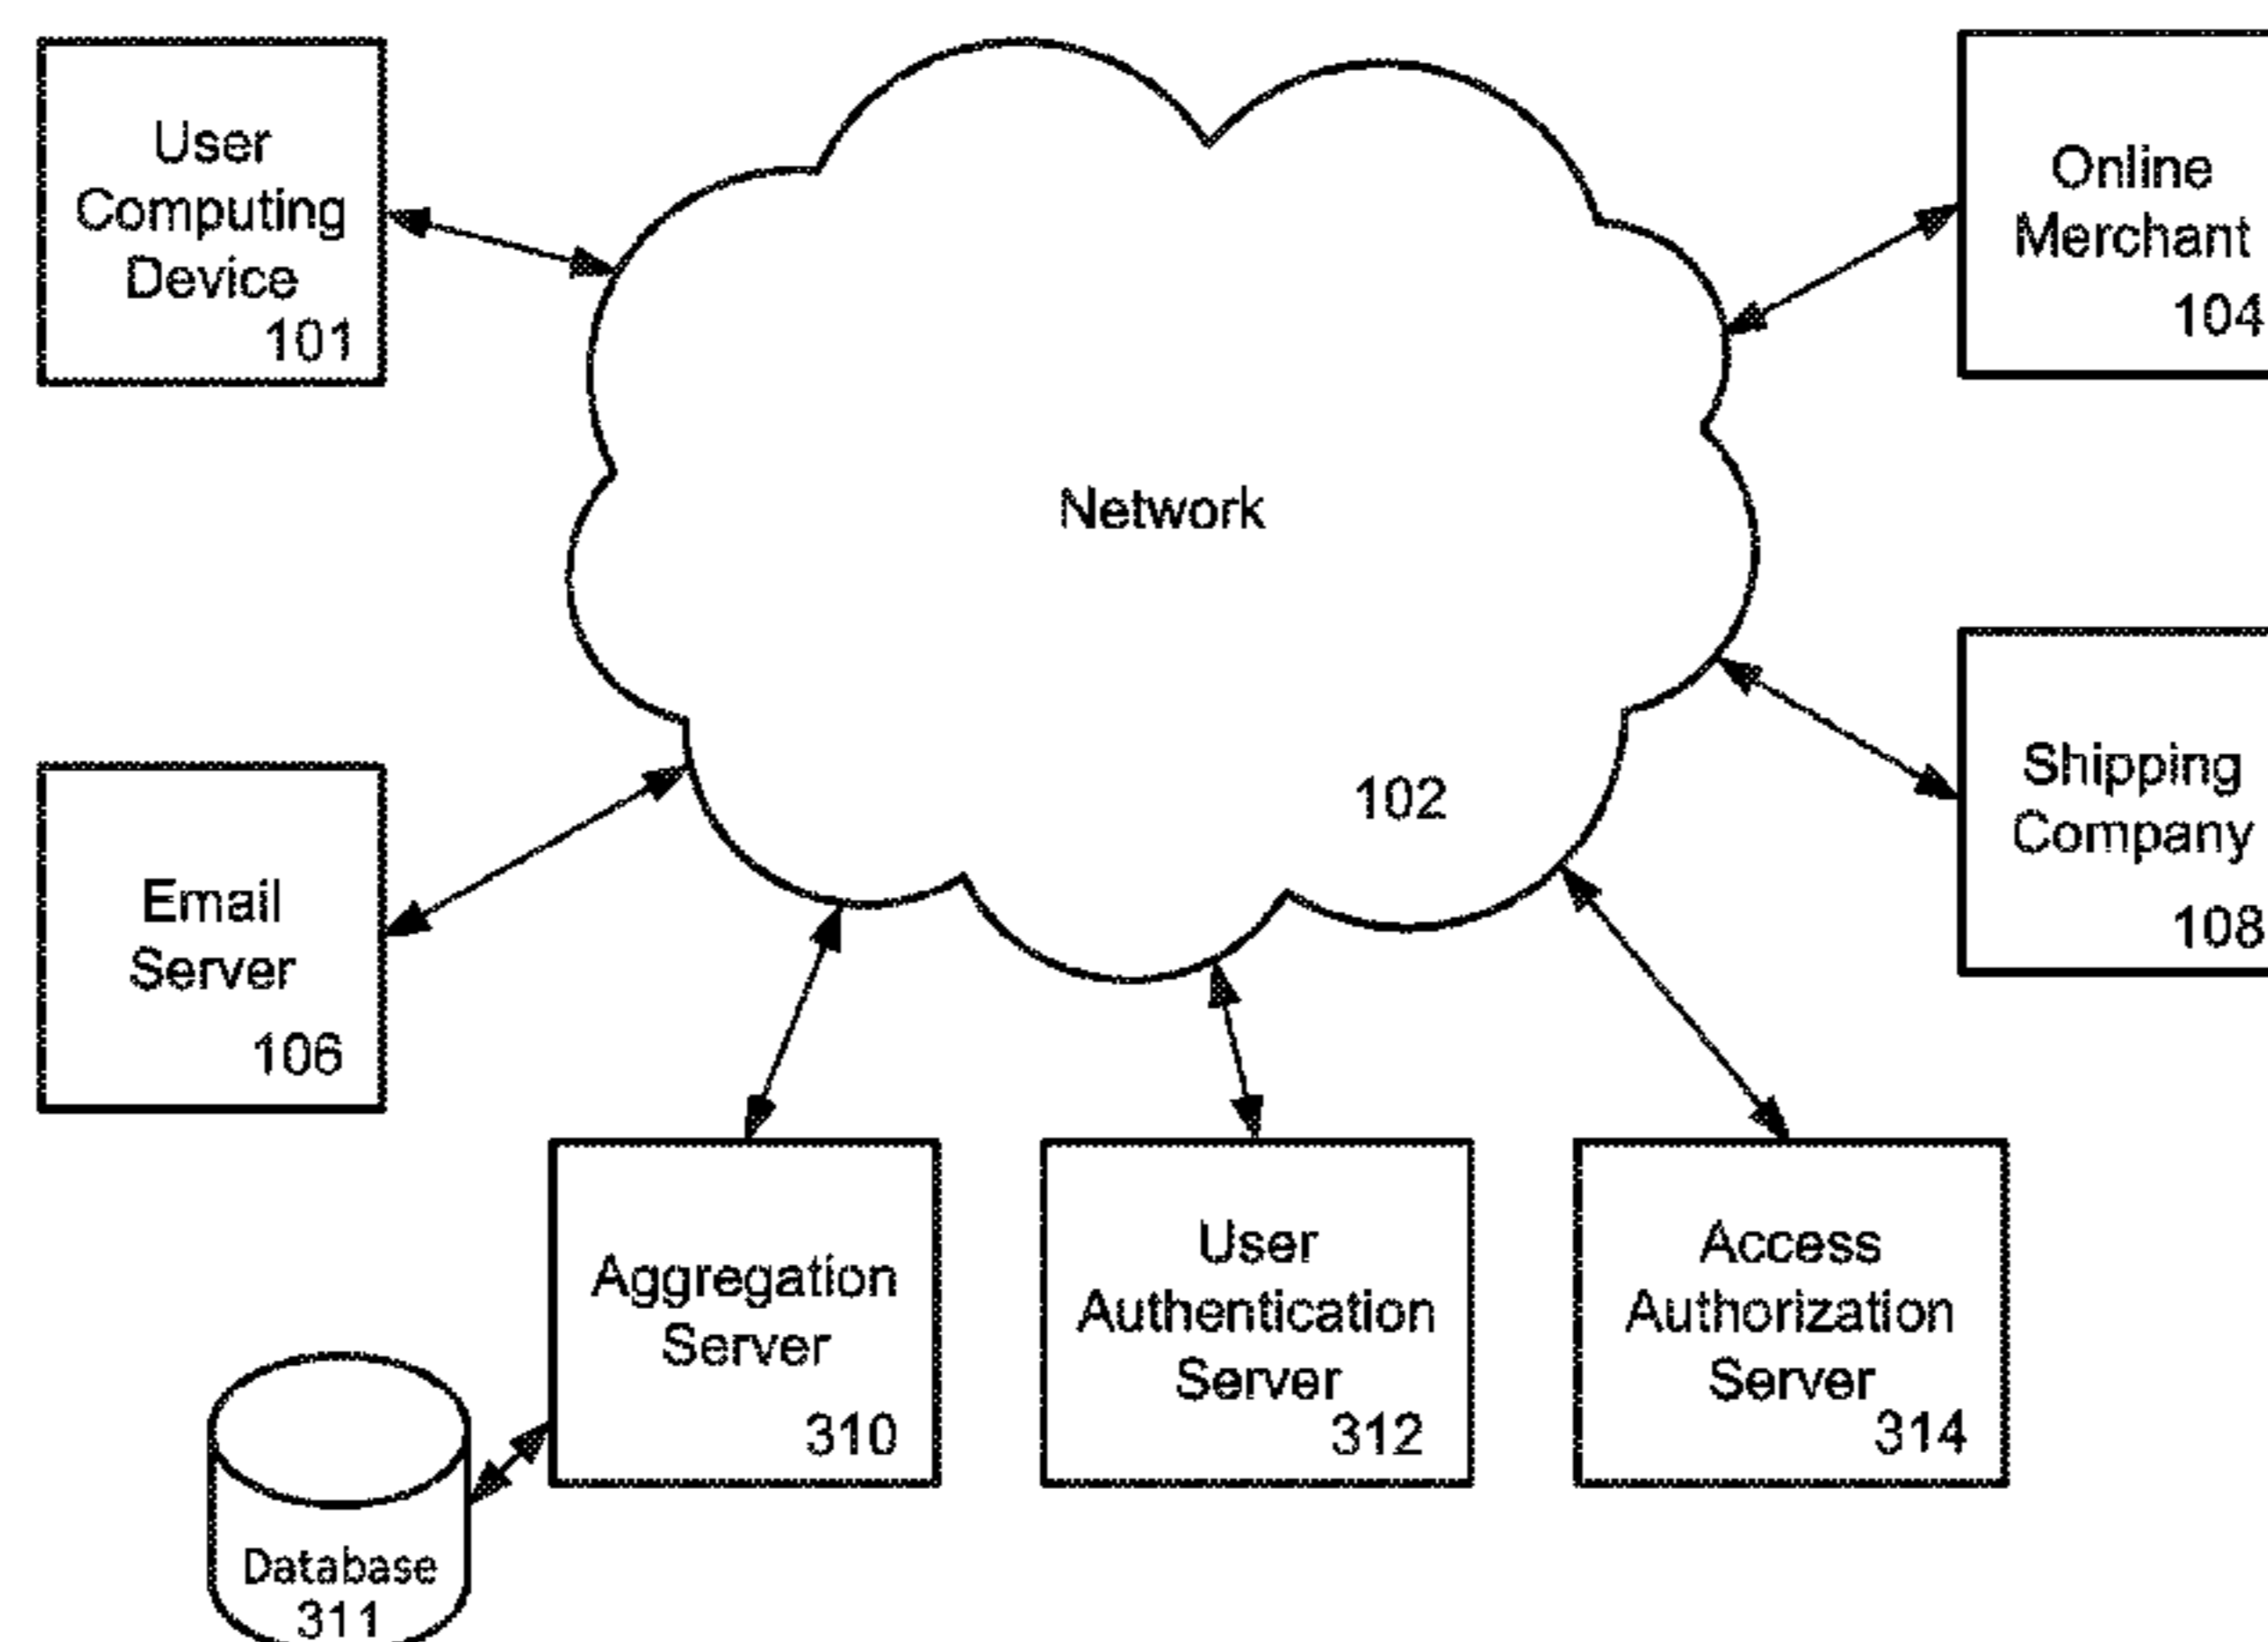 User
Computing
Device
101
Online
Merchant
104
Network
102
Shipping
Company
108
Email
Server
106
Aggregation
Server
310
User
Authentication
Server
312
Access
Authorization
Server
314
Database
311